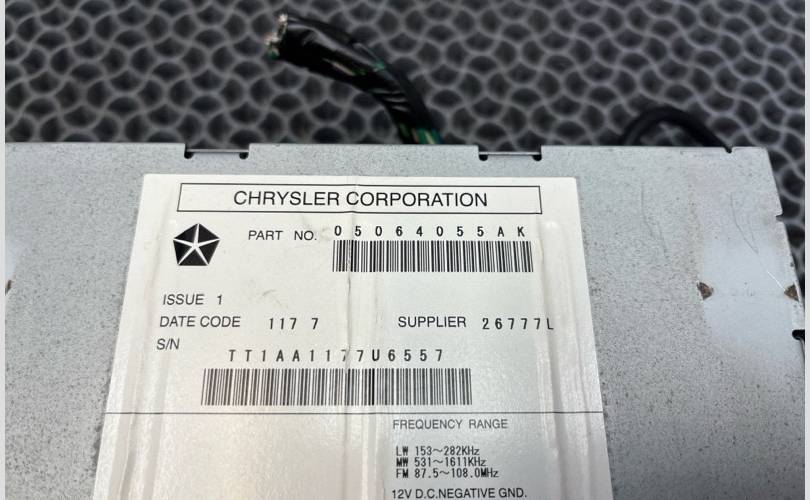 CHRYSLER CORPORATION
PART NO. 05064055AK
ISSUE 1
DATE CODE 117 7 SUPPLIER 26777L
S/N
TT1AA1177U6557
FREQUENCY RANGE
LW 153~282KHz
MW 531~1611KHz
FM 87.5~108.0MHz
12V D.C.NEGATIVE GND.